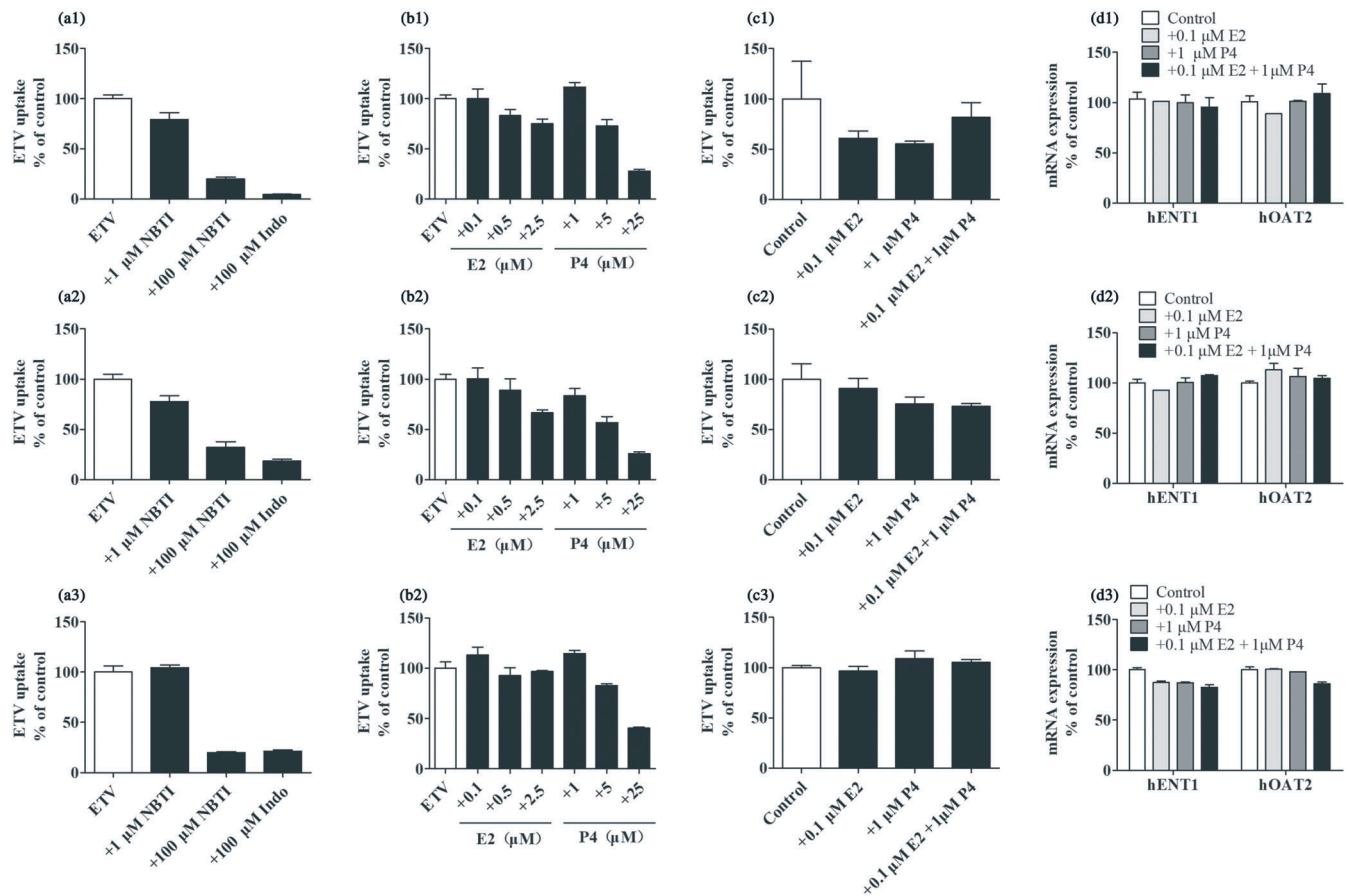 (a1)
ETV uptake
% of control
150
100
50
0
ETV
+1 μM NBTI
+100 μM NBTI
+100 μM Indo
(b1)
ETV uptake
% of control
150
100
50
0
ETV
+0.1
+0.5
+2.5
+1
+5
+25
E2 (μM)
P4 (μM)
(c1)
ETV uptake
% of control
150
100
50
0
Control
+0.1 μM E2
+1 μM P4
+0.1 μM E2 +1μM P4
(d1)
Control
+0.1 μM E2
+1 μM P4
+0.1 μM E2 + 1μM P4
mRNA expression
% of control
150
100
50
0
hENT1
hOAT2
(a2)
ETV uptake
% of control
150
100
50
0
ETV
+1 μM NBTI
+100 μM NBTI
+100 μM Indo
(b2)
ETV uptake
% of control
150
100
50
0
ETV
+0.1
+0.5
+2.5
+1
+5
+25
E2 (μM)
P4 (μM)
(c2)
ETV uptake
% of control
150
100
50
0
Control
+0.1 μM E2
+1 μM P4
+0.1 μM E2 + 1 μM P4
(d2)
Control
+0.1 μM E2
+1 μM P4
+0.1 μM E2 + 1μM P4
mRNA expression
% of control
150
100
50
0
hENT1
hOAT2
(a3)
ETV uptake
% of control
150
100
50
0
ETV
+1 μM NBTI
+100 μM NBTI
+100 μM Indo
(b2)
ETV uptake
% of control
150
100
50
0
ETV
+0.1
+0.5
+2.5
+1
+5
+25
E2 (μM)
P4 (μM)
(c3)
ETV uptake
% of control
150
100
50
0
Control
+0.1 μM E2
+1 μM P4
+0.1 μM E2 +1μM P4
(d3)
Control
+0.1 μM E2
+1 μM P4
+0.1 μM E2 + 1μM P4
mRNA expression
% of control
150
100
50
0
hENT1
hOAT2